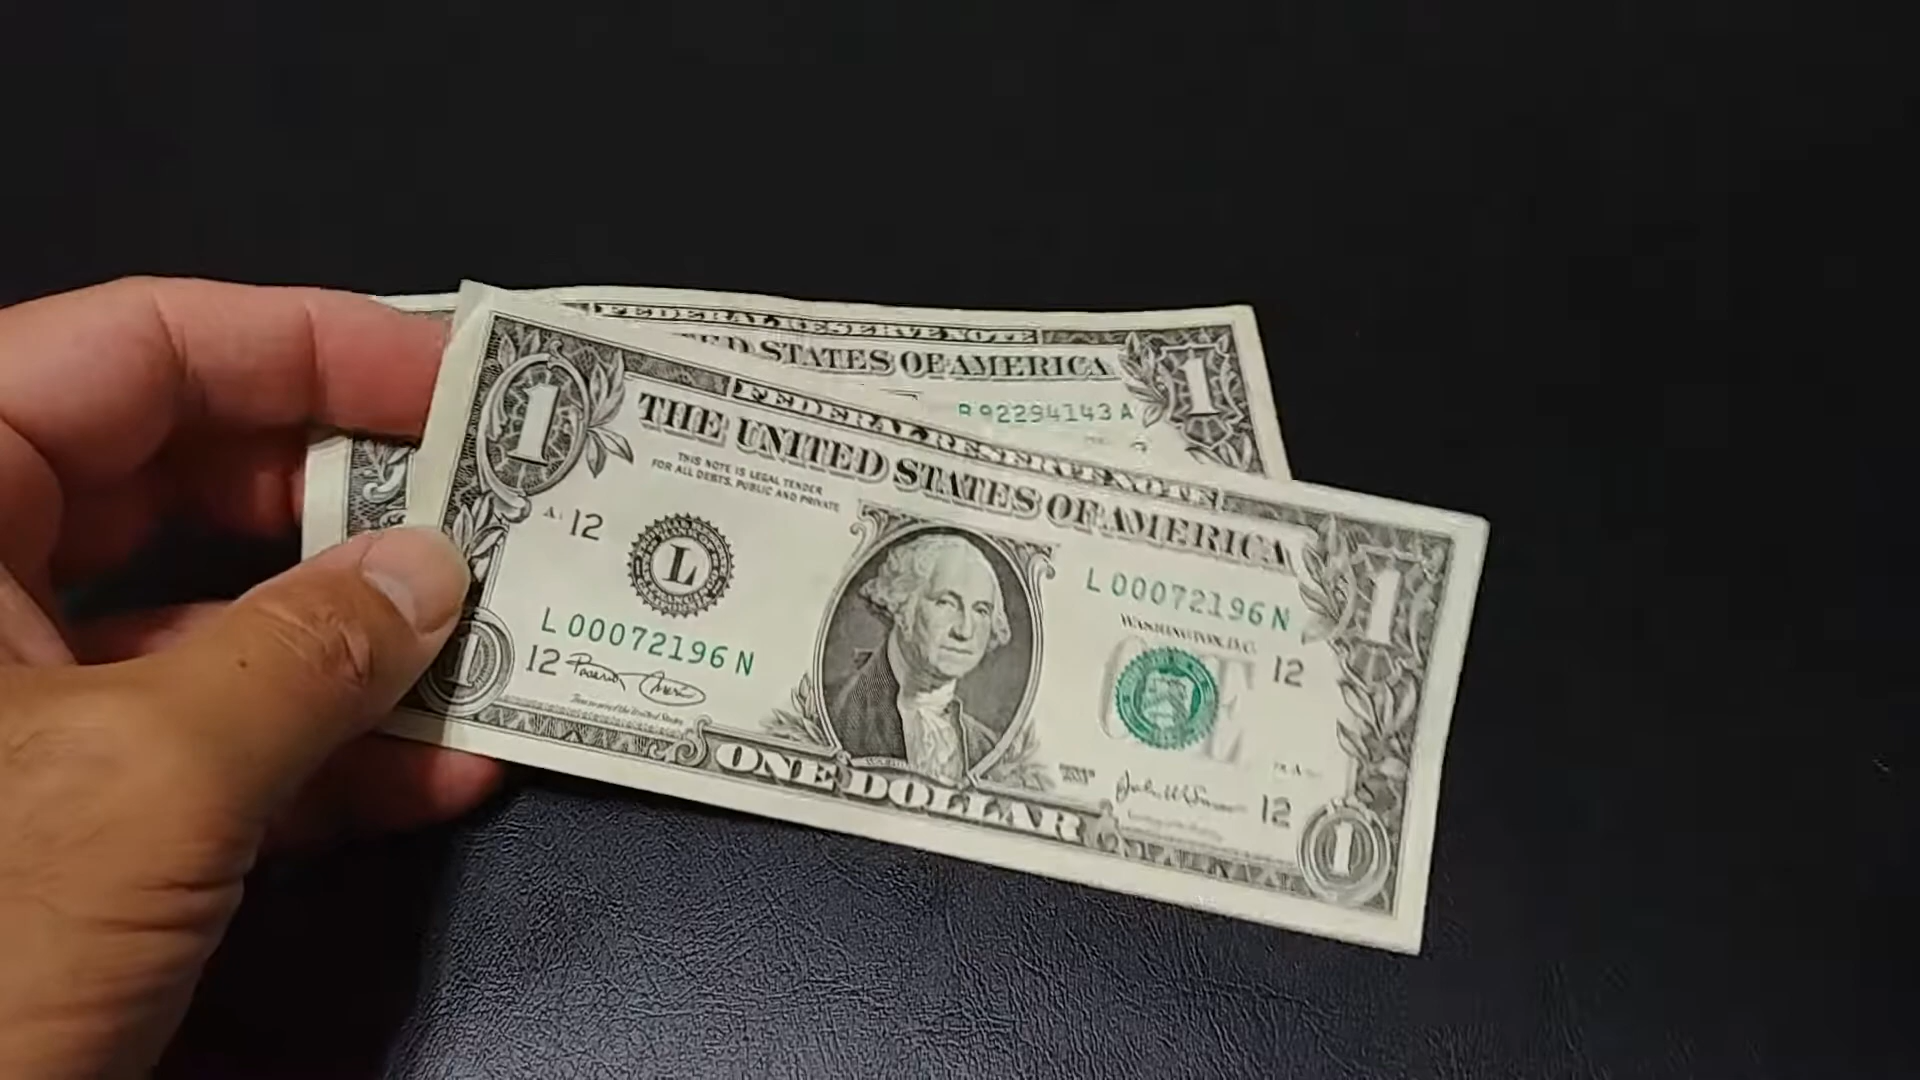 FEDERAL RESERVE NOTE
STATES OF AMERICA
1
92294143 A
1
FEDERAL RESERVE NOTE
THE UNITED STATES OF AMERICA
1
THIS NOTE IS LEGAL TENDER
FOR ALL DEBTS, PUBLIC AND PRIVATE
12
L
L 00072196 N
WASHINGTON, D.C.
12
L 00072196 N
12
1
ONE DOLLAR
12
1